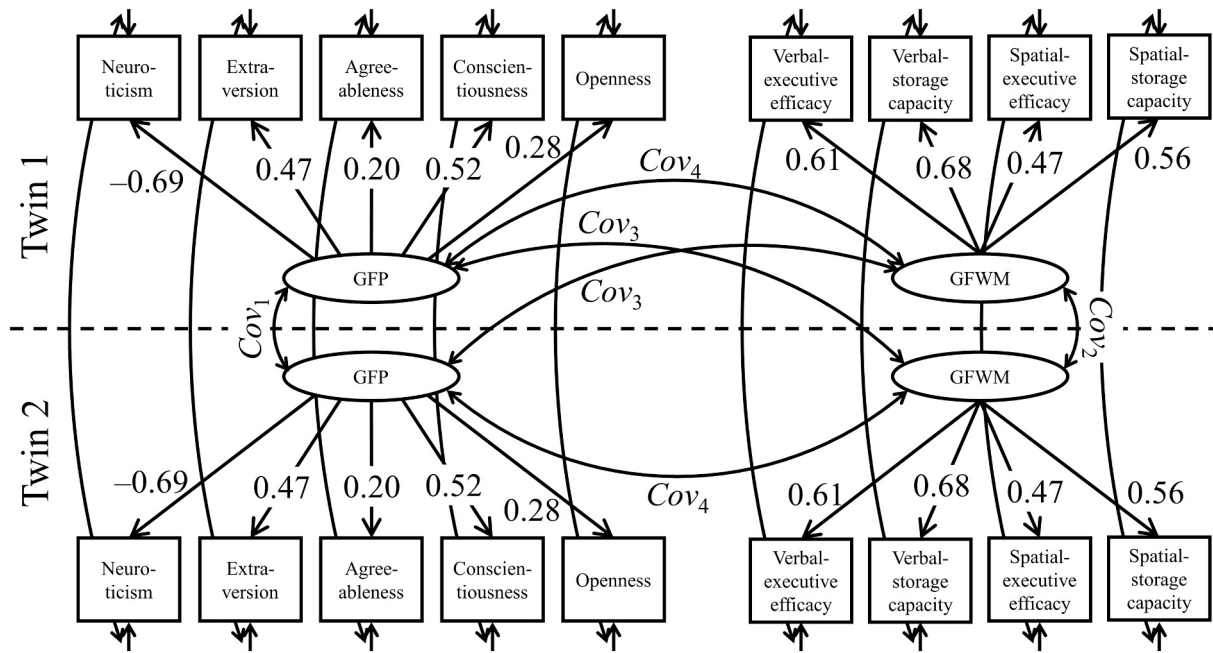 Neuro-
ticism
Extra-
version
Agree-
ableness
Conscien-
tiousness
Openness
Verbal-
executive
efficacy
Verbal-
storage
capacity
Spatial-
executive
efficacy
Spatial-
storage
capacity
Twin 1
–0.69
0.47
0.20
0.52
0.28
Cov4
0.61
0.68
0.47
0.56
Cov3
GFP
GFWM
Cov3
Cov1
Cov2
GFP
GFWM
Twin 2
–0.69
0.47
0.20
0.52
0.28
Cov4
0.61
0.68
0.47
0.56
Neuro-
ticism
Extra-
version
Agree-
ableness
Conscien-
tiousness
Openness
Verbal-
executive
efficacy
Verbal-
storage
capacity
Spatial-
executive
efficacy
Spatial-
storage
capacity